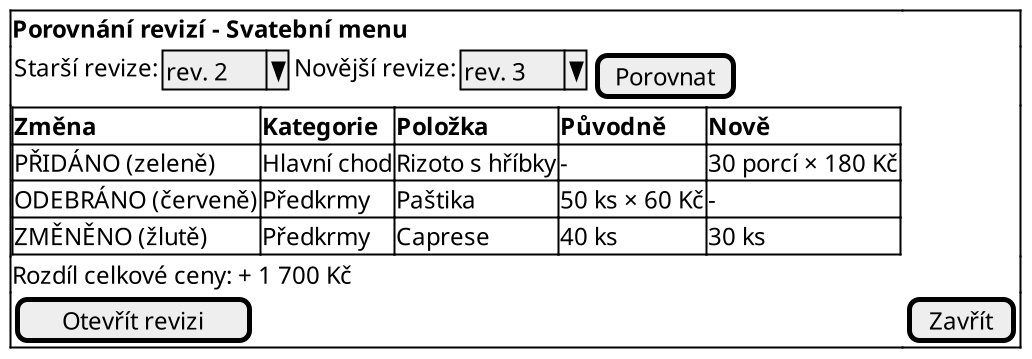 Porovnání revizí - Svatební menu
Starší revize: rev. 2 Novější revize: rev. 3 Porovnat
Změna Kategorie Položka Původně Nově
PŘIDÁNO (zeleně) Hlavní chod Rizoto s hříbky - 30 porcí × 180 Kč
ODEBRÁNO (červeně) Předkrmy Paštika 50 ks × 60 Kč -
ZMĚNĚNO (žlutě) Předkrmy Caprese 40 ks 30 ks
Rozdíl celkové ceny: + 1 700 Kč
Otevřít revizi Zavřít